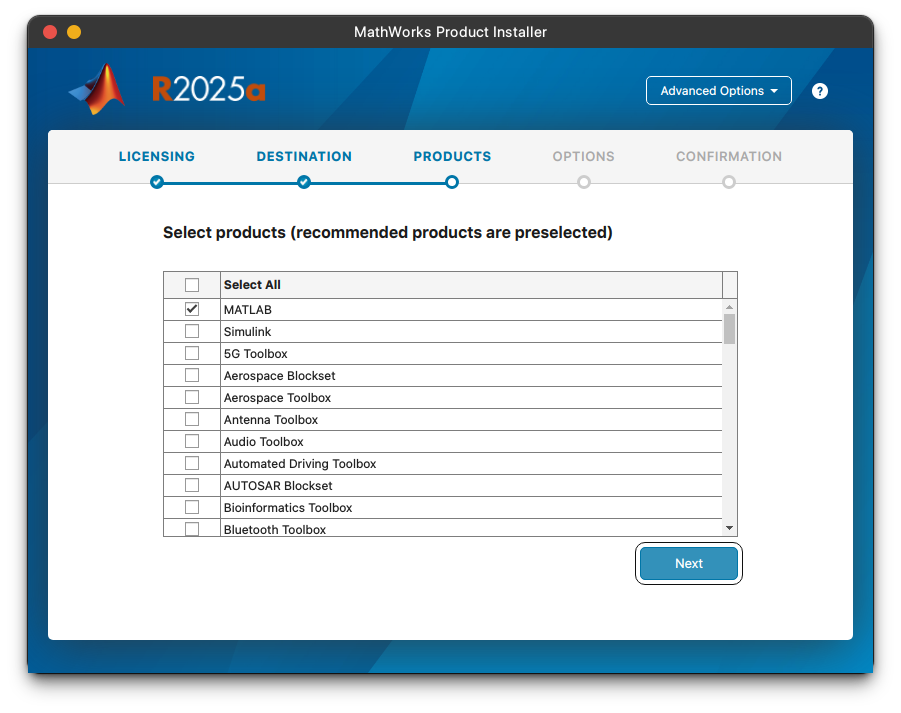 MathWorks Product Installer
R2025a
Advanced Options
?
LICENSING
DESTINATION
PRODUCTS
OPTIONS
CONFIRMATION
Select products (recommended products are preselected)
Select All
MATLAB
Simulink
5G Toolbox
Aerospace Blockset
Aerospace Toolbox
Antenna Toolbox
Audio Toolbox
Automated Driving Toolbox
AUTOSAR Blockset
Bioinformatics Toolbox
Bluetooth Toolbox
Next